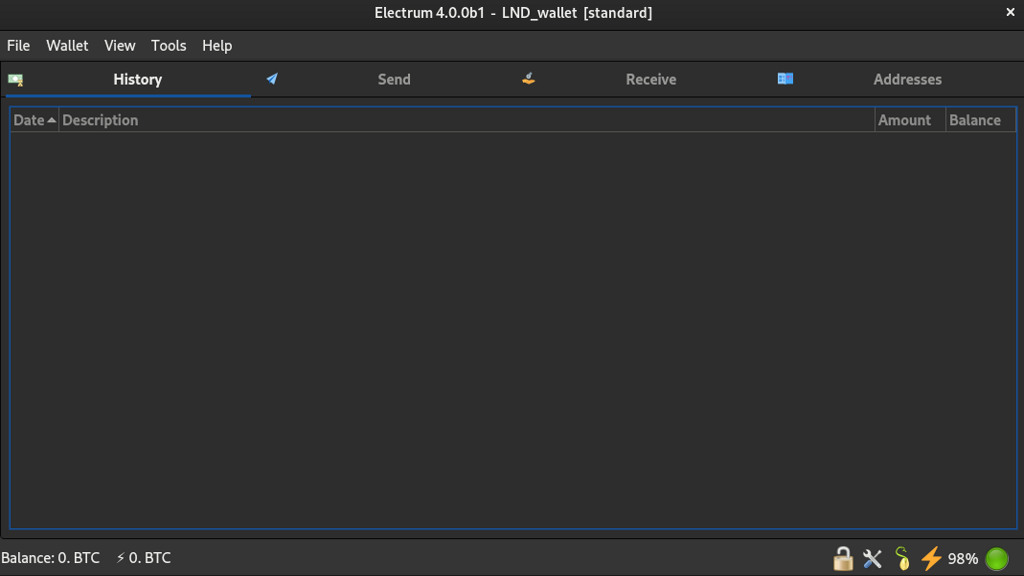 Electrum 4.0.0b1 - LND_wallet [standard]
File Wallet View Tools Help
History Send Receive Addresses
Date Description Amount Balance
Balance: 0. BTC ⚡ 0. BTC 98%